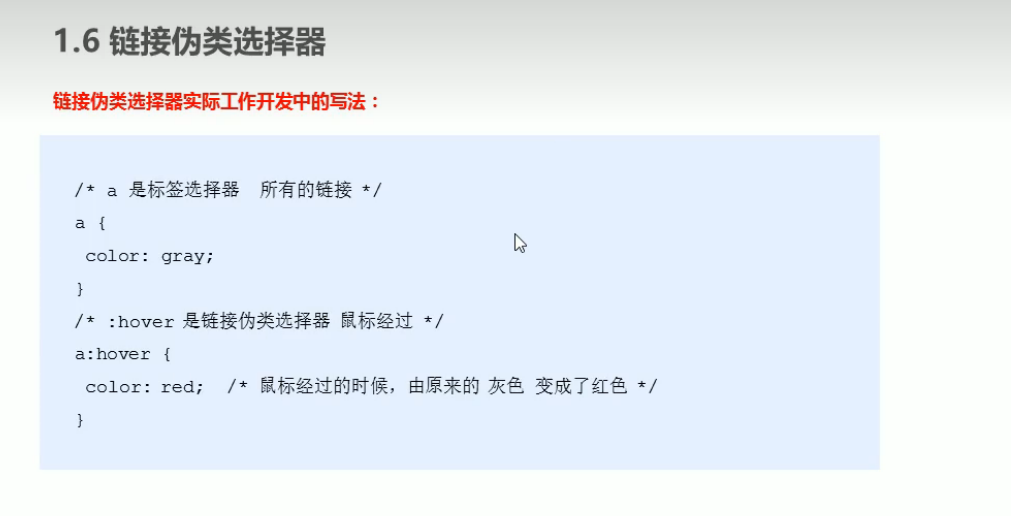 1.6 链接伪类选择器
链接伪类选择器实际工作开发中的写法：
/* a 是标签选择器  所有的链接 */
a {
 color: gray;
}
/* :hover 是链接伪类选择器 鼠标经过 */
a:hover {
 color: red;  /* 鼠标经过的时候，由原来的 灰色 变成了红色 */
}